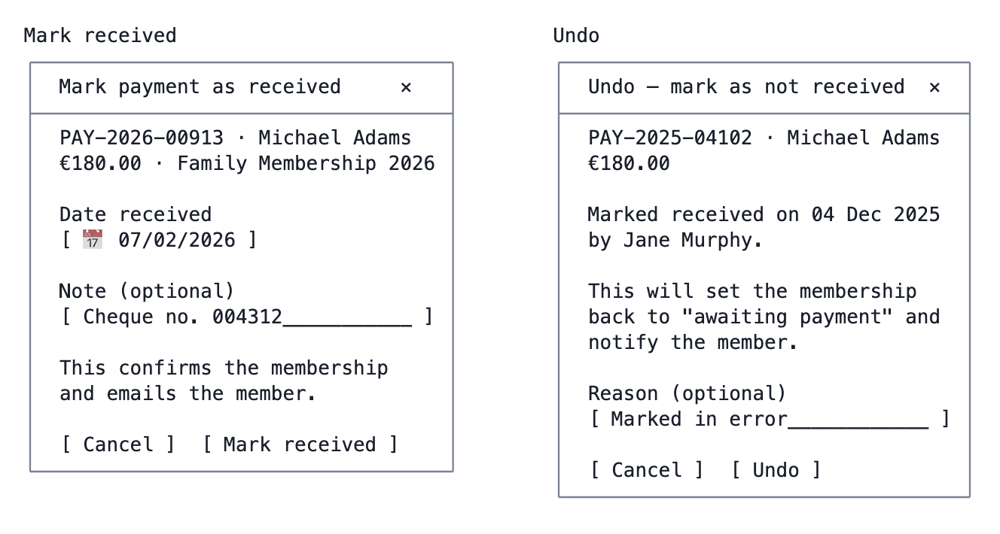 Mark received
Mark payment as received ×
PAY–2026–00913 · Michael Adams
€180.00 · Family Membership 2026
Date received
[ 📅 07/02/2026 ]
Note (optional)
[ Cheque no. 004312___________ ]
This confirms the membership
and emails the member.
[ Cancel ] [ Mark received ]
Undo
Undo – mark as not received ×
PAY–2025–04102 · Michael Adams
€180.00
Marked received on 04 Dec 2025
by Jane Murphy.
This will set the membership
back to "awaiting payment" and
notify the member.
Reason (optional)
[ Marked in error____________ ]
[ Cancel ] [ Undo ]